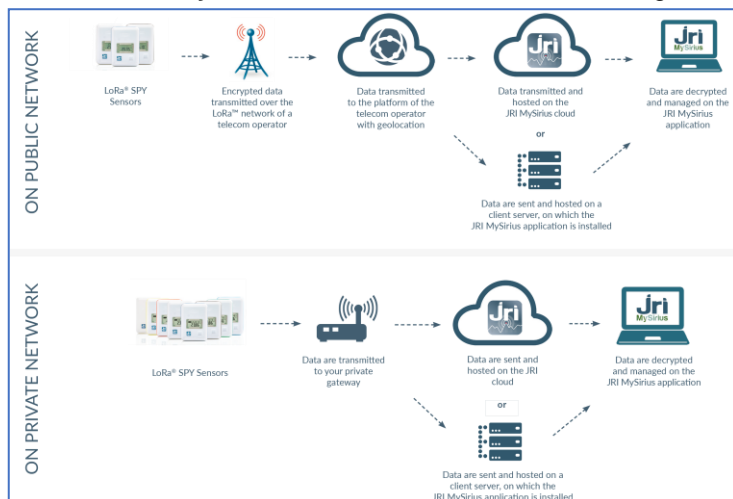 ON PUBLIC NETWORK
LoRa® SPY
Sensors
Encrypted data
transmitted over the
LoRa™ network of a
telecom operator
Data transmitted
to the platform of the
telecom operator
with geolocation
jri
Data transmitted and
hosted on the
JRI MySirius cloud
or
Data are sent and hosted on a
client server, on which the
JRI MySirius application is installed
jri
MySirius
Data are decrypted
and managed on the
JRI MySirius
application
ON PRIVATE NETWORK
LoRa® SPY Sensors
Data are transmitted
to your private
gateway
jri
Data are sent and
hosted on the JRI
cloud
or
Data are sent and hosted on a
client server, on which the
JRI MySirius application is installed
jri
MySirius
Data are decrypted
and managed on the
JRI MySirius application